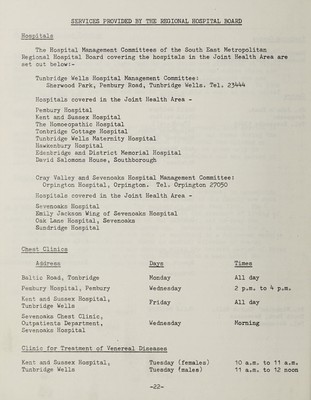 SERVICES PROVIDED BY THE REGIONAL HOSPITAL BOARD
Hospitals
The Hospital Management Committees of the South East Metropolitan
Regional Hospital Board covering the hospitals in the Joint Health Area are
set out below:-
Tunbridge Wells Hospital Management Committee:
Sherwood Park, Pembury Road, Tunbridge Wells. Tel. 23444
Hospitals covered in the Joint Health Area -
Pembury Hospital
Kent and Sussex Hospital
The Homoeopathic Hospital
Tonbridge Cottage Hospital
Tunbridge Wells Maternity Hospital
Hawkenbury Hospital
Edenbridge and District Memorial Hospital
David Salomons House, Southborough
Cray Valley and Sevenoaks Hospital Management Committee:
Orpington Hospital, Orpington. Tel. Orpington 27050
Hospitals covered in the Joint Health Area -
Sevenoaks Hospital
Emily Jackson Wing of Sevenoaks Hospital
Oak Lane Hospital, Sevenoaks
Sundridge Hospital
Chest Clinics
Address Days Times
Baltic Road, Tonbridge Monday All day
Pembury Hospital, Pembury Wednesday 2 p.m. to 4 p.m.
Kent and Sussex Hospital,
Tunbridge Wells Friday All day
Sevenoaks Chest Clinic,
Outpatients Department, Wednesday Morning
Sevenoaks Hospital
Clinic for Treatment of Venereal Diseases
Kent and Sussex Hospital, Tuesday (females) 10 a.m. to 11 a.m.
Tunbridge Wells Tuesday (males) 11 a.m. to 12 noon
-22-